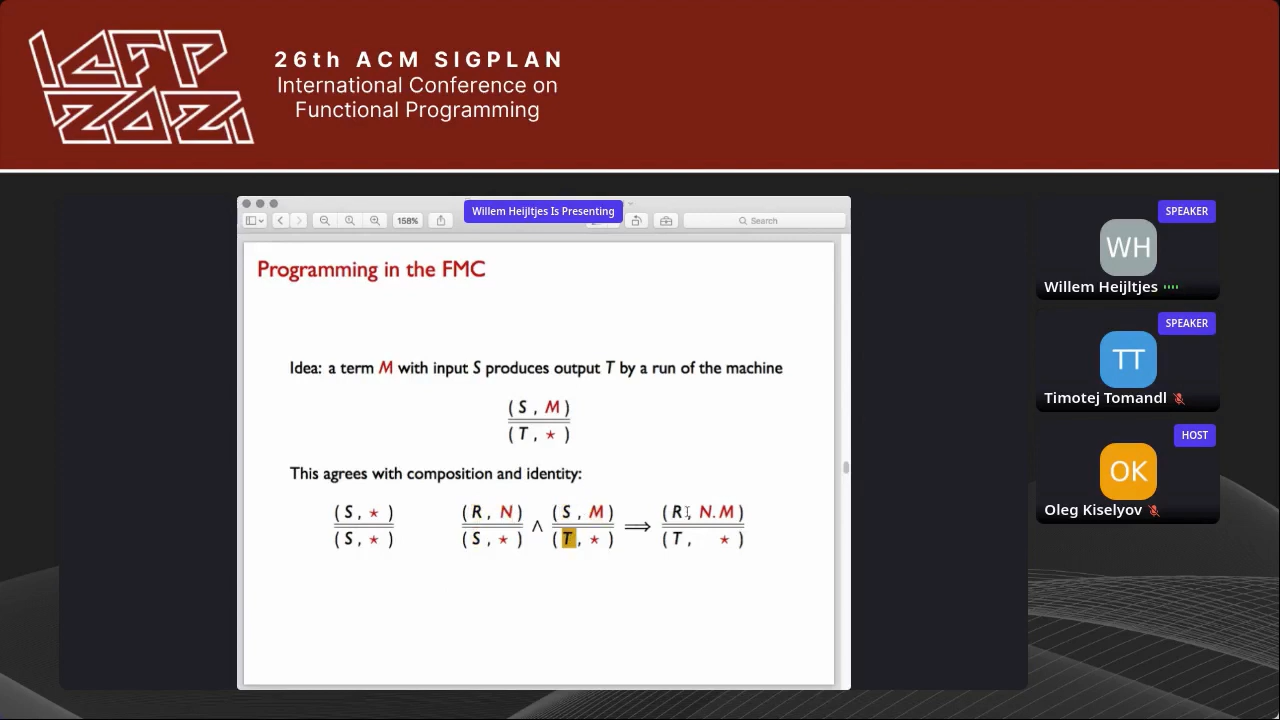 ICFP
2021
26th ACM SIGPLAN
International Conference on
Functional Programming
Willem Heijltjes Is Presenting
158%
Search
Programming in the FMC
Idea: a term M with input S produces output T by a run of the machine
( S , M )
( T , ⋆ )
This agrees with composition and identity:
( S , ⋆ ) ( R , N ) ∧ ( S , M ) ⟹ ( R , N . M )
( S , ⋆ ) ( S , ⋆ ) ( T , ⋆ ) ( T , ⋆ )
SPEAKER
WH
Willem Heijltjes
SPEAKER
TT
Timotej Tomandl
HOST
OK
Oleg Kiselyov